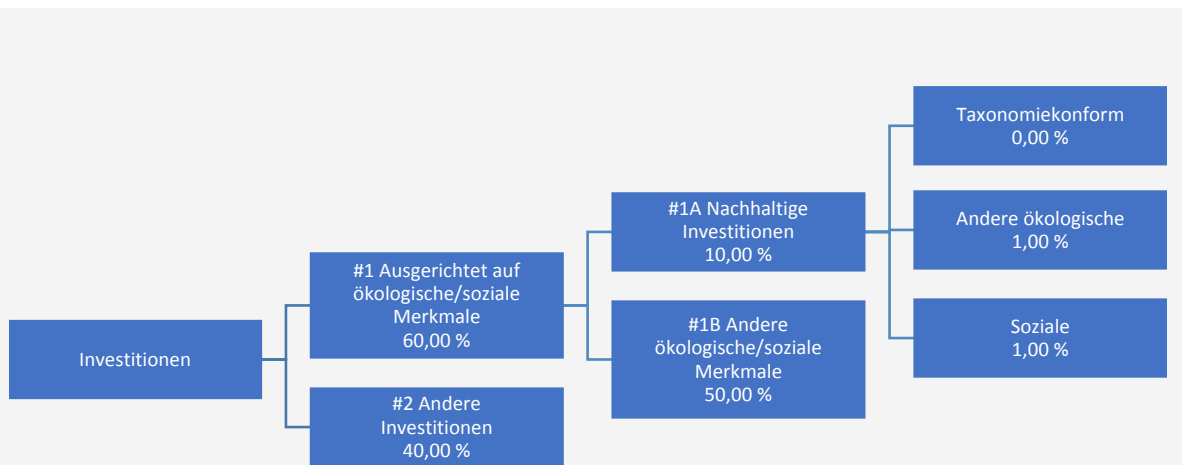 Taxonomiekonform
0,00 %
#1A Nachhaltige
Investitionen
10,00 %
Andere ökologische
1,00 %
#1 Ausgerichtet auf
ökologische/soziale
Merkmale
60,00 %
Investitionen
#1B Andere
ökologische/soziale
Merkmale
50,00 %
Soziale
1,00 %
#2 Andere
Investitionen
40,00 %